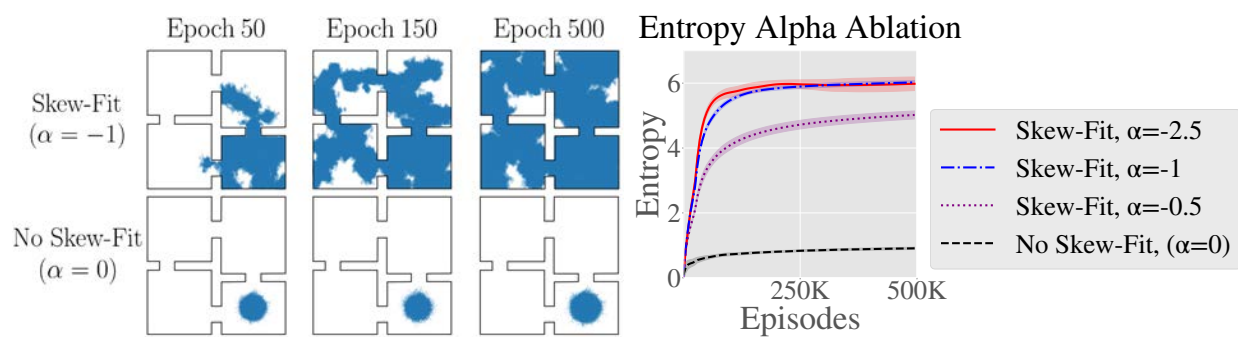 Epoch 50
Epoch 150
Epoch 500
Skew-Fit
(α = −1)
No Skew-Fit
(α = 0)
Entropy Alpha Ablation
Entropy
6
4
2
0
250K
500K
Episodes
Skew-Fit, α=-2.5
Skew-Fit, α=-1
Skew-Fit, α=-0.5
No Skew-Fit, (α=0)